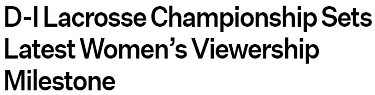 D-I Lacrosse Championship Sets
Latest Women’s Viewership
Milestone